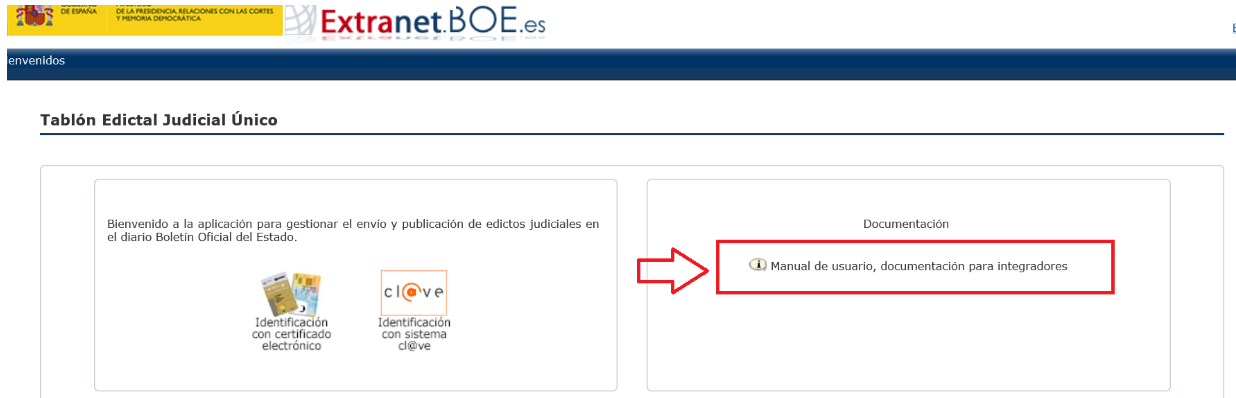 DE ESPAÑA
DE LA PRESIDENCIA, RELACIONES CON LAS CORTES
Y MEMORIA DEMOCRÁTICA
Extranet.BOE.es
envenidos
Tablón Edictal Judicial Único
Bienvenido a la aplicación para gestionar el envío y publicación de edictos judiciales en
el diario Boletín Oficial del Estado.
cl@ve
Identificación
con certificado
electrónico
Identificación
con sistema
cl@ve
Documentación
Manual de usuario, documentación para integradores